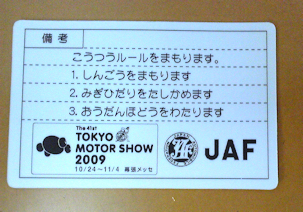 備考
こうつうルールをまもります。
1. しんごうをまもります
2. みぎひだりをたしかめます
3. おうだんほどうをわたります
The 41st
TOKYO
MOTOR SHOW
2009
10/24～11/4 幕張メッセ
JAPAN
JAF